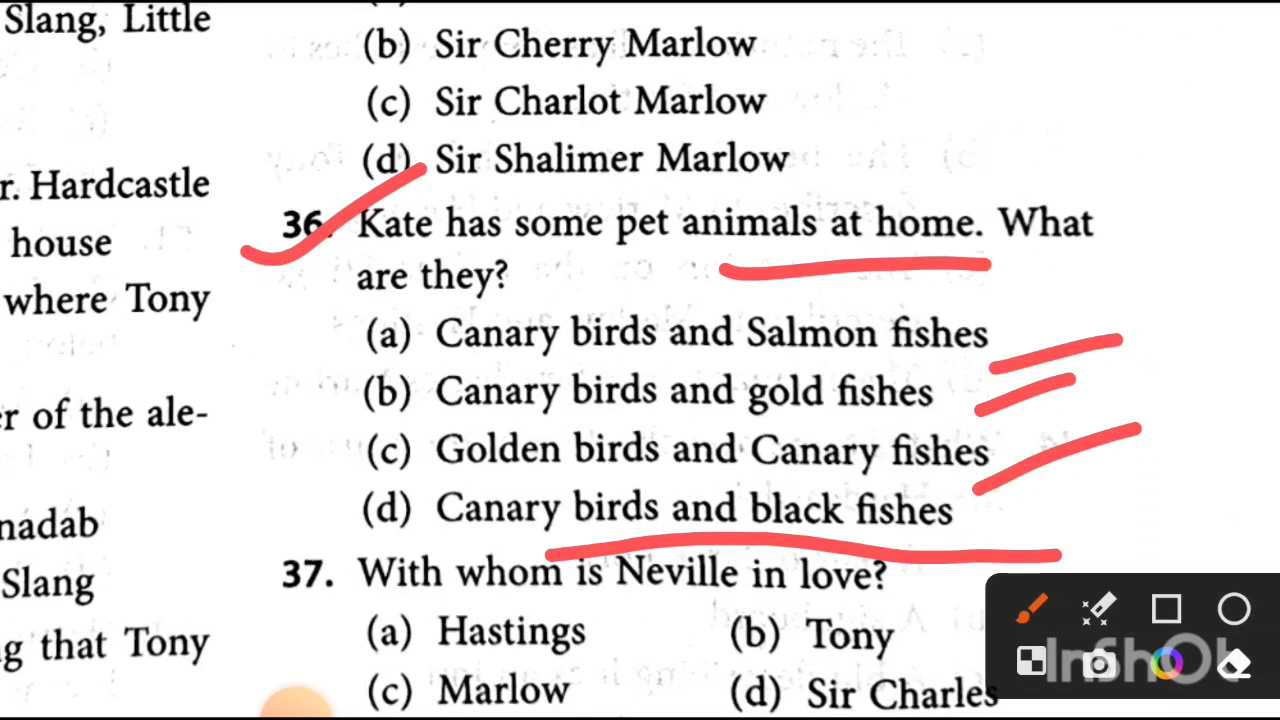 Slang, Little
r. Hardcastle
house
where Tony
er of the ale-
nadab
Slang
g that Tony
(b) Sir Cherry Marlow
(c) Sir Charlot Marlow
(d) Sir Shalimer Marlow
36. Kate has some pet animals at home. What
are they?
(a) Canary birds and Salmon fishes
(b) Canary birds and gold fishes
(c) Golden birds and Canary fishes
(d) Canary birds and black fishes
37. With whom is Neville in love?
(a) Hastings (b) Tony
(c) Marlow (d) Sir Charles
InShOt